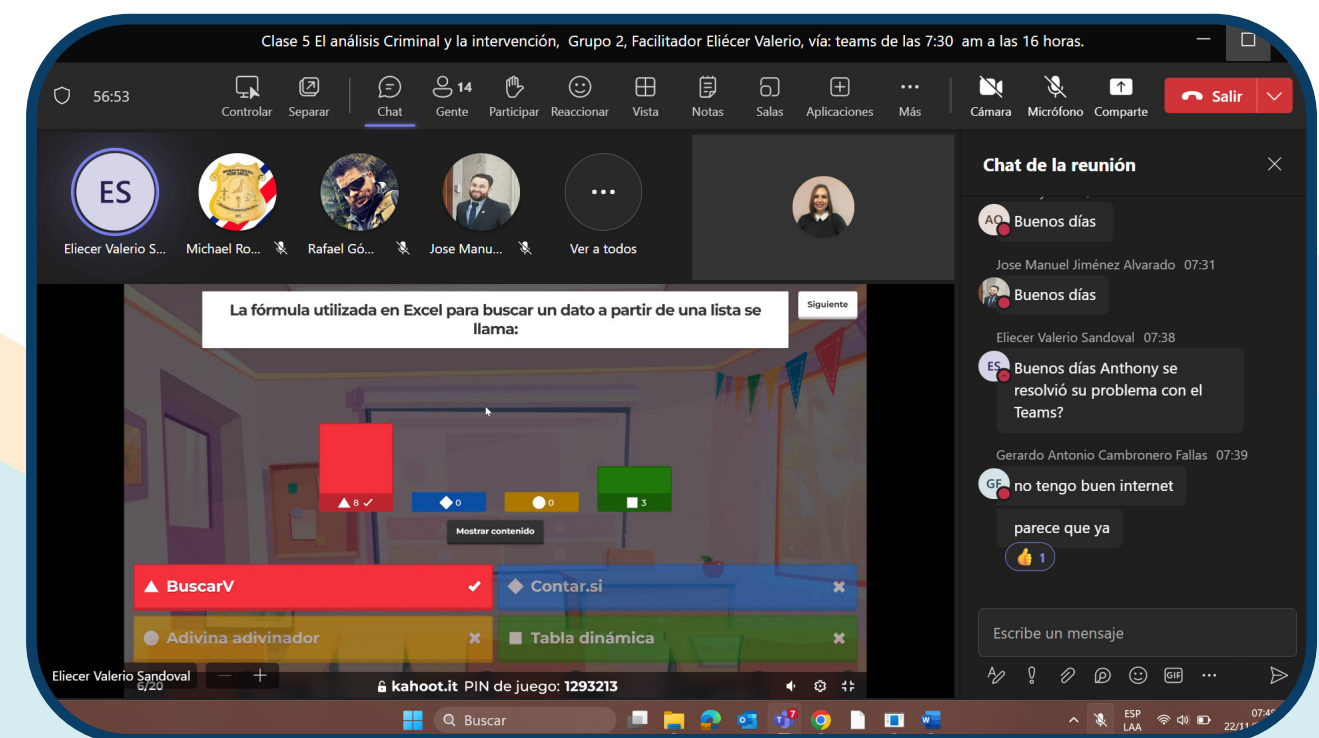 Clase 5 El análisis Criminal y la intervención, Grupo 2, Facilitador Eliécer Valerio, vía: teams de las 7:30 am a las 16 horas.
56:53
Controlar
Separar
Chat
14
Gente
Participar
Reaccionar
Vista
Notas
Salas
Aplicaciones
Más
Cámara
Micrófono
Comparte
Salir
ES
Eliecer Valerio S...
Michael Ro...
Rafael Gó...
Jose Manu...
Ver a todos
La fórmula utilizada en Excel para buscar un dato a partir de una lista se
llama:
Siguiente
8
0
0
3
Mostrar contenido
BuscarV
Contar.si
Adivina adivinador
Tabla dinámica
Eliecer Valerio Sandoval
6/20
kahoot.it PIN de juego: 1293213
Chat de la reunión
AO
Buenos días
Jose Manuel Jiménez Alvarado 07:31
Buenos días
Eliecer Valerio Sandoval 07:38
ES
Buenos días Anthony se
resolvió su problema con el
Teams?
Gerardo Antonio Cambronero Fallas 07:39
GF
no tengo buen internet
parece que ya
1
Escribe un mensaje
GIF
Buscar
7
ESP
LAA
22/11